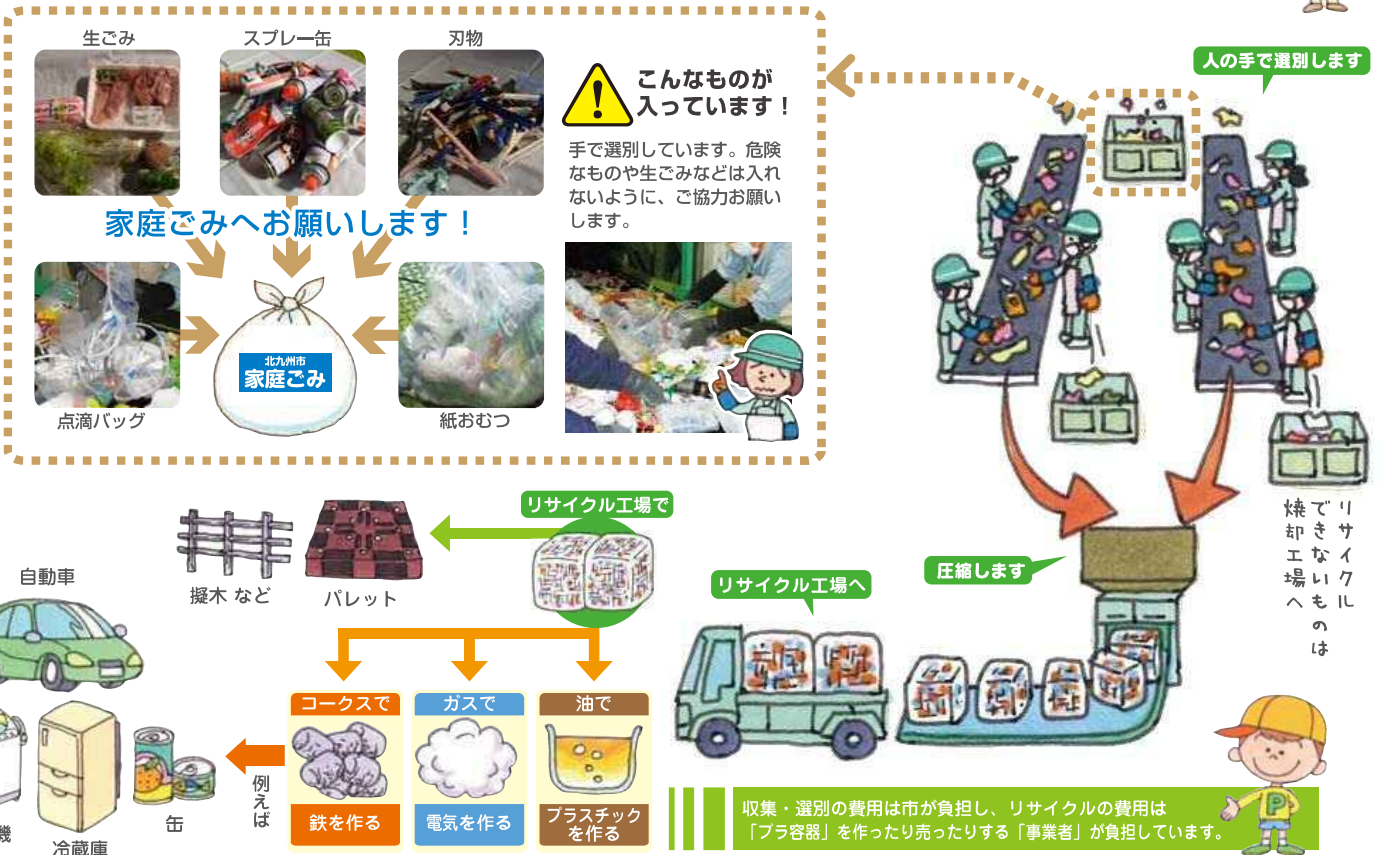 生ごみ
スプレー缶
刃物
こんなものが
入っています！
手で選別しています。危険
なものや生ごみなどは入れ
ないように、ご協力お願い
します。
家庭ごみへお願いします！
北九州市
家庭ごみ
点滴バッグ
紙おむつ
人の手で選別します
リサイクル
できないものは
焼却工場へ
圧縮します
リサイクル工場へ
リサイクル工場で
パレット
擬木 など
コークスで
鉄を作る
ガスで
電気を作る
油で
プラスチック
を作る
例えば
自動車
缶
冷蔵庫
機
収集・選別の費用は市が負担し、リサイクルの費用は
「プラ容器」を作ったり売ったりする「事業者」が負担しています。
P